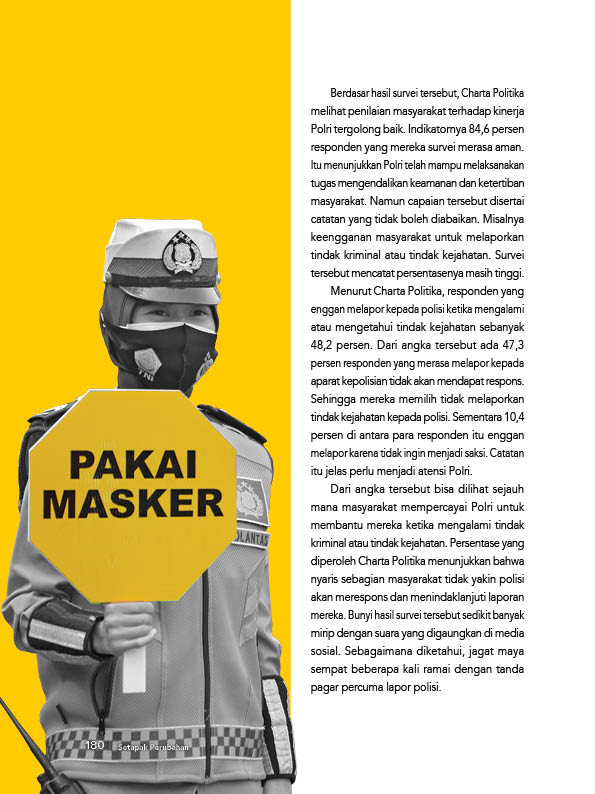 Berdasar hasil survei tersebut, Charta Politika
melihat penilaian masyarakat terhadap kinerja
Polri tergolong baik. Indikatornya 84,6 persen
responden yang mereka survei merasa aman.
Itu menunjukkan Polri telah mampu melaksanakan
tugas mengendalikan keamanan dan ketertiban
masyarakat. Namun capaian tersebut disertai
catatan yang tidak boleh diabaikan. Misalnya
keengganan masyarakat untuk melaporkan
tindak kriminal atau tindak kejahatan. Survei
tersebut mencatat persentasenya masih tinggi.
Menurut Charta Politika, responden yang
enggan melapor kepada polisi ketika mengalami
atau mengetahui tindak kejahatan sebanyak
48,2 persen. Dari angka tersebut ada 47,3
persen responden yang merasa melapor kepada
aparat kepolisian tidak akan mendapat respons.
Sehingga mereka memilih tidak melaporkan
tindak kejahatan kepada polisi. Sementara 10,4
persen di antara para responden itu enggan
melapor karena tidak ingin menjadi saksi. Catatan
itu jelas perlu menjadi atensi Polri.
Dari angka tersebut bisa dilihat sejauh
mana masyarakat mempercayai Polri untuk
membantu mereka ketika mengalami tindak
kriminal atau tindak kejahatan. Persentase yang
diperoleh Charta Politika menunjukkan bahwa
nyaris sebagian masyarakat tidak yakin polisi
akan merespons dan menindaklanjuti laporan
mereka. Bunyi hasil survei tersebut sedikit banyak
mirip dengan suara yang digaungkan di media
sosial. Sebagaimana diketahui, jagat maya
sempat beberapa kali ramai dengan tanda
pagar percuma lapor polisi.
PAKAI
MASKER
OLANTAS
TNI
180 | Setapak Perubahan